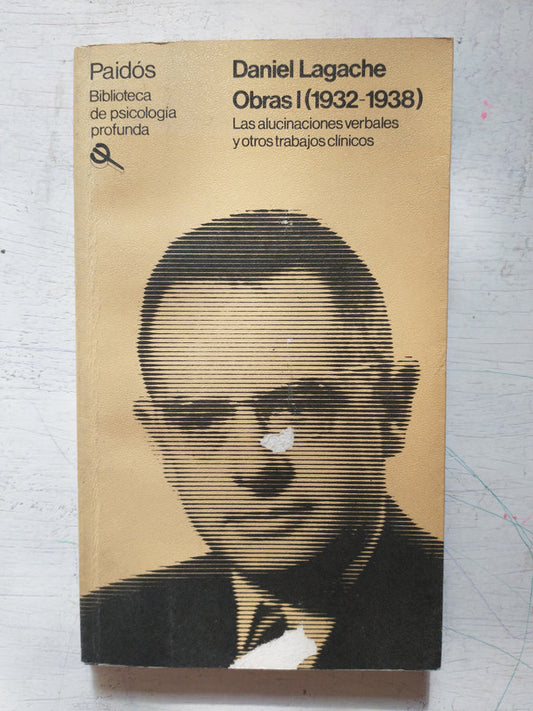 Paidós
Biblioteca
de psicología
profunda
Daniel Lagache
Obras I (1932-1938)
Las alucinaciones verbales
y otros trabajos clínicos